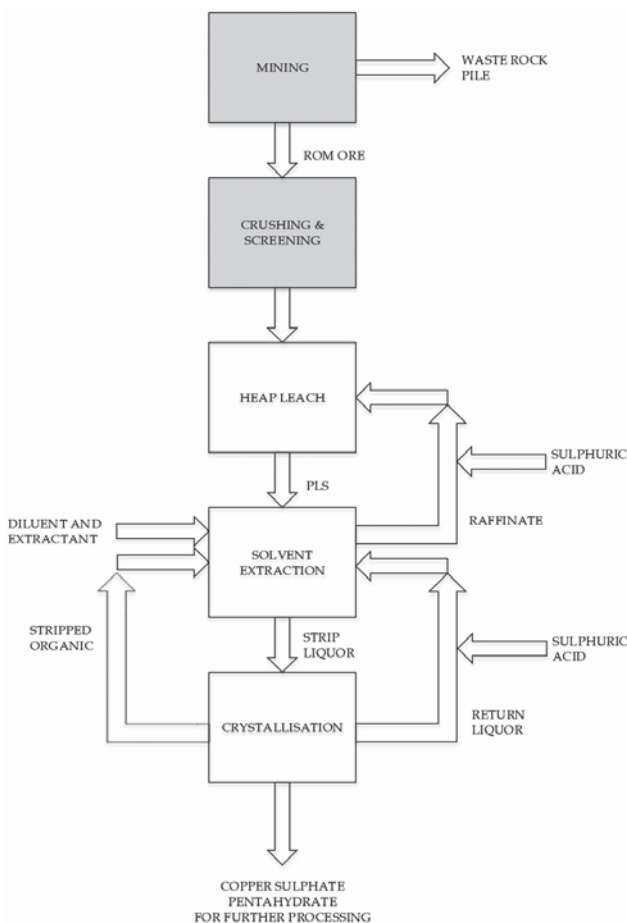 MINING
WASTE ROCK
PILE
ROM ORE
CRUSHING &
SCREENING
HEAP LEACH
SULPHURIC
ACID
PLS
RAFFINATE
DILUENT AND
EXTRACTANT
SOLVENT
EXTRACTION
STRIPPED
ORGANIC
STRIP
LIQUOR
SULPHURIC
ACID
CRYSTALLISATION
RETURN
LIQUOR
COPPER SULPHATE
PENTAHYDRATE
FOR FURTHER PROCESSING